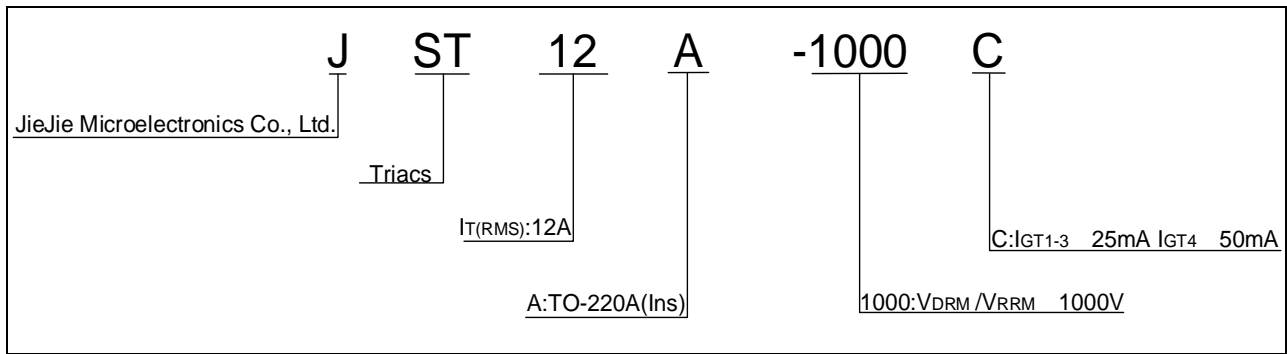 J ST 12 A -1000 C
JieJie Microelectronics Co., Ltd.
Triacs
IT(RMS):12A
C:IGT1-3 25mA IGT4 50mA
A:TO-220A(Ins)
1000:VDRM /VRRM 1000V